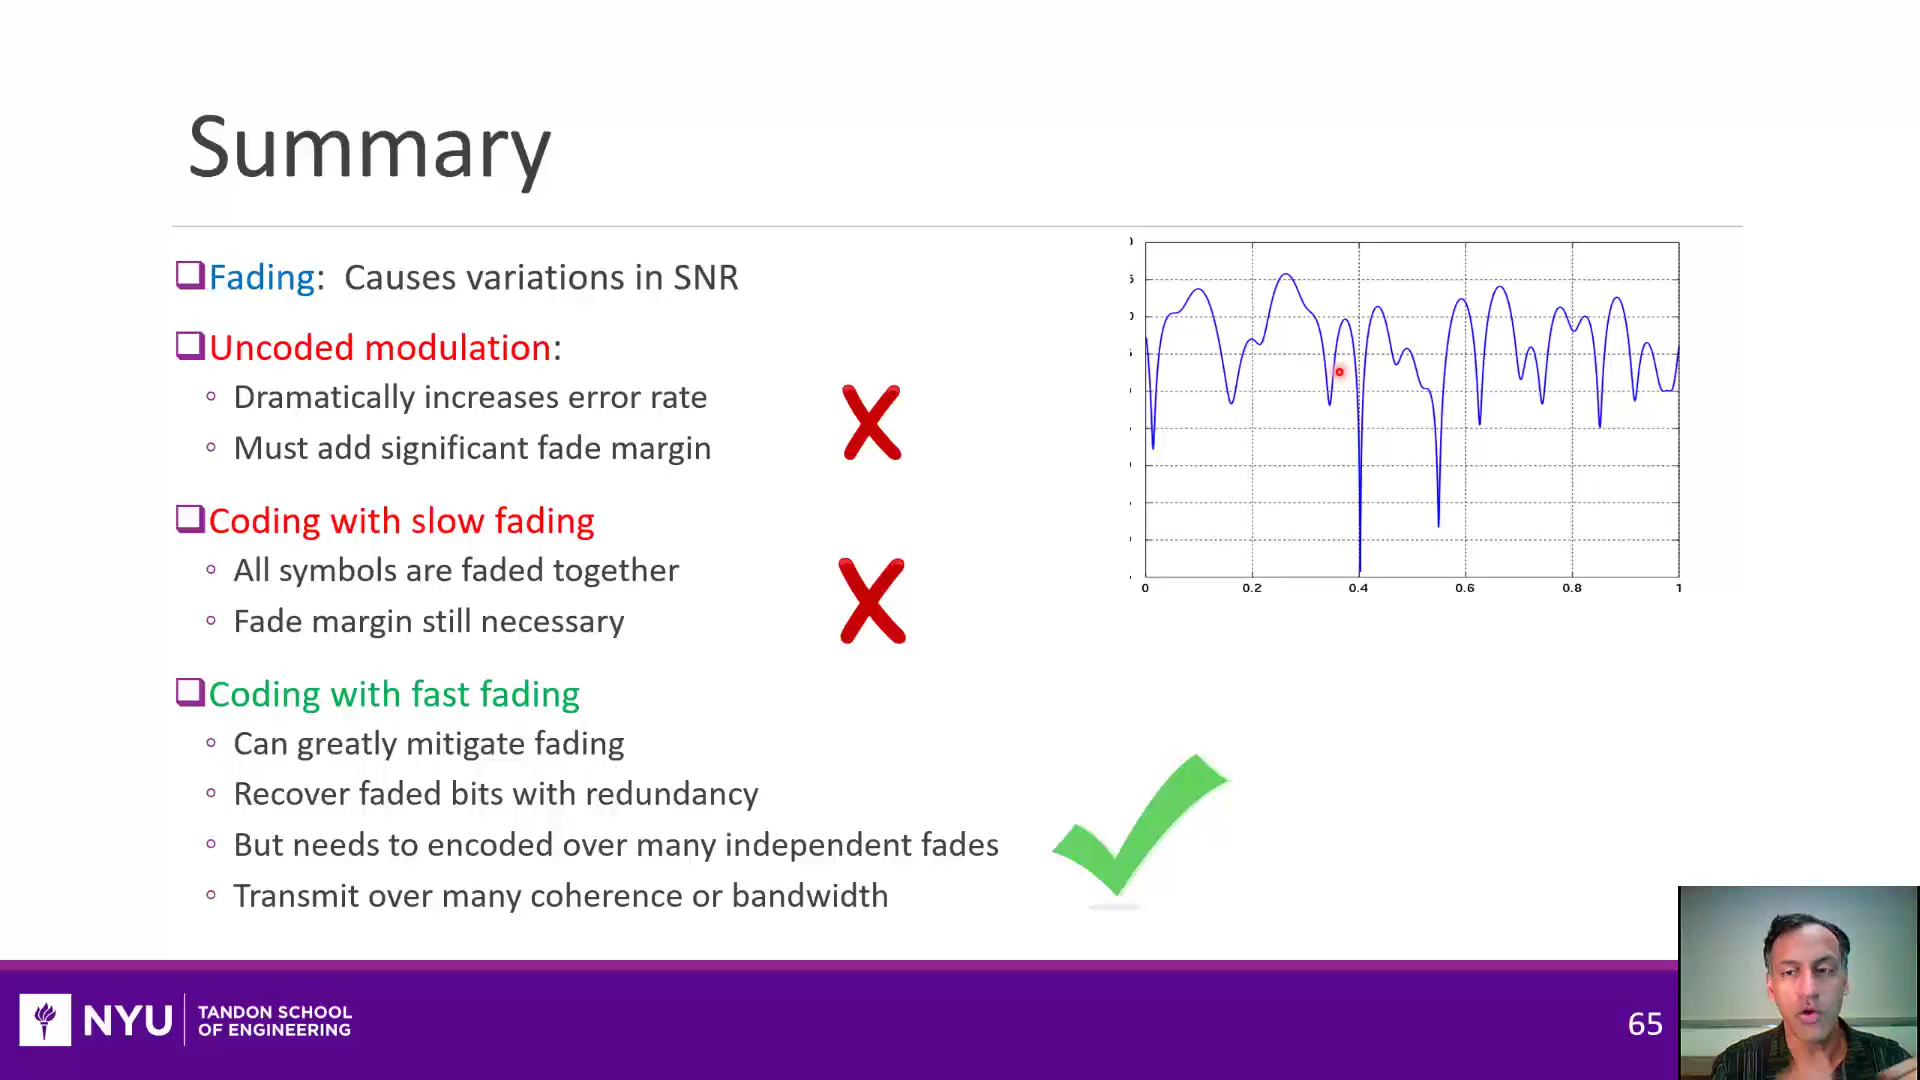 Summary
Fading: Causes variations in SNR
Uncoded modulation:
Dramatically increases error rate
Must add significant fade margin
Coding with slow fading
All symbols are faded together
Fade margin still necessary
Coding with fast fading
Can greatly mitigate fading
Recover faded bits with redundancy
But needs to encoded over many independent fades
Transmit over many coherence or bandwidth
0 0.2 0.4 0.6 0.8 1
NYU
TANDON SCHOOL
OF ENGINEERING
65